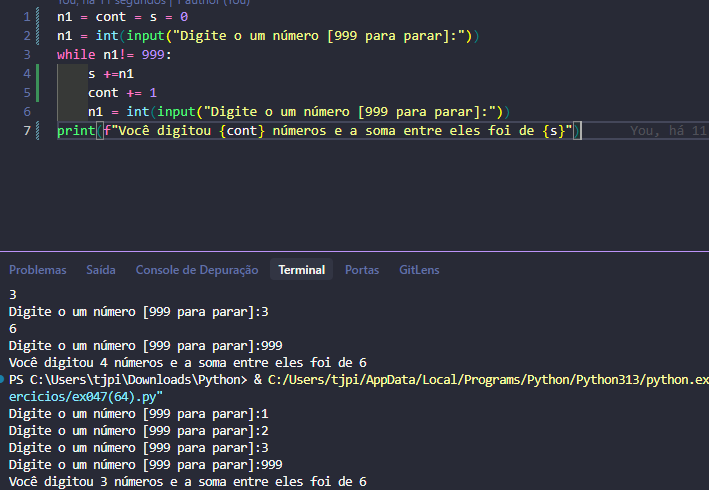 You, há 11 segundos | 1 author (You)
1 n1 = cont = s = 0
2 n1 = int(input("Digite o um número [999 para parar]:"))
3 while n1!= 999:
4 s +=n1
5 cont += 1
6 n1 = int(input("Digite o um número [999 para parar]:"))
7 print(f"Você digitou {cont} números e a soma entre eles foi de {s}") You, há 11
Problemas Saída Console de Depuração Terminal Portas GitLens
3
Digite o um número [999 para parar]:3
6
Digite o um número [999 para parar]:999
Você digitou 4 números e a soma entre eles foi de 6
PS C:\Users\tjpi\Downloads\Python> & C:/Users/tjpi/AppData/Local/Programs/Python/Python313/python.ex
ercicios/ex047(64).py"
Digite o um número [999 para parar]:1
Digite o um número [999 para parar]:2
Digite o um número [999 para parar]:3
Digite o um número [999 para parar]:999
Você digitou 3 números e a soma entre eles foi de 6